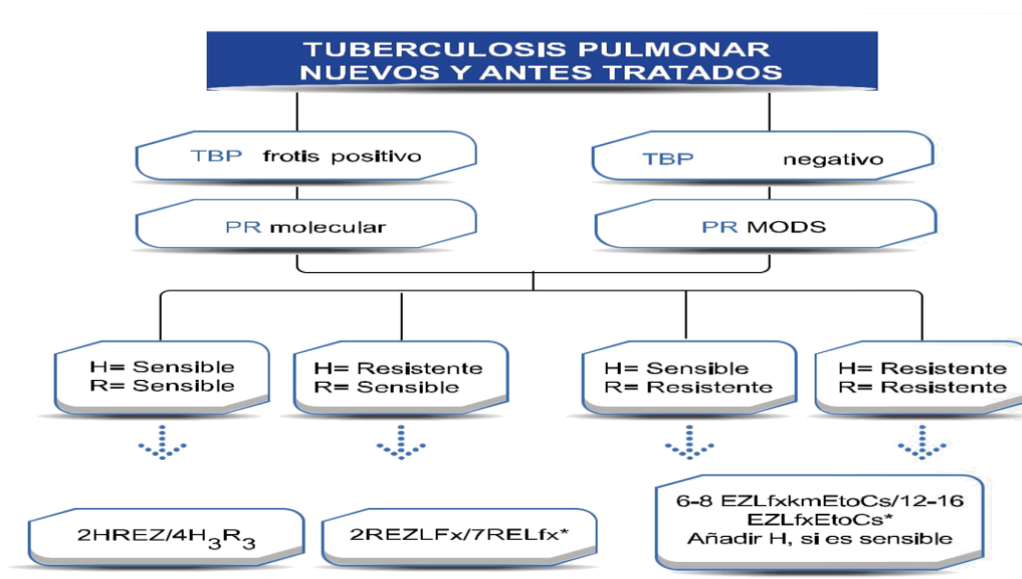 TUBERCULOSIS PULMONAR
NUEVOS Y ANTES TRATADOS
TBP frotis positivo
TBP negativo
PR molecular
PR MODS
H= Sensible
R= Sensible
H= Resistente
R= Sensible
H= Sensible
R= Resistente
H= Resistente
R= Resistente
2HREZ/4H3R3
2REZLFx/7RELfx*
6-8 EZLfxkmEtoCs/12-16
EZLfxEtoCs*
Añadir H, si es sensible